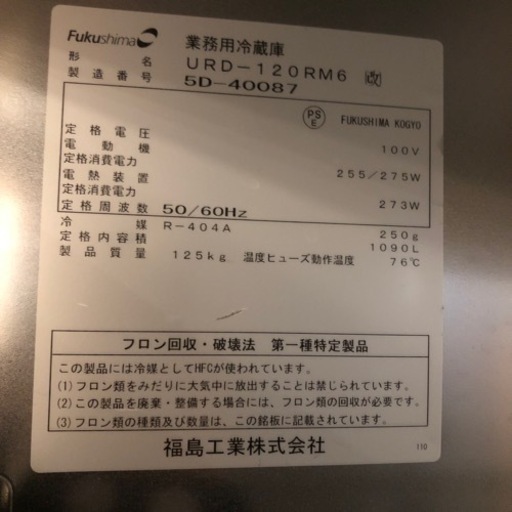 Fukushima 業務用冷蔵庫
形名 URD-120RM6 改
製造番号 5D-40087
PSE FUKUSHIMA KOGYO
定格電圧 100V
電動機
定格消費電力 255/275W
電熱装置
定格消費電力 273W
定格周波数 50/60Hz
冷媒 R-404A 250g
定格内容積 1090L
製品質量 125kg 温度ヒューズ動作温度 76℃
フロン回収・破壊法 第一種特定製品
この製品には冷媒としてHFCが使われています。
(1)フロン類をみだりに大気中に放出することは禁じられています。
(2)この製品を廃棄・整備する場合には、フロン類の回収が必要です。
(3)フロン類の種類及び数量は、この銘板に記載されています。
福島工業株式会社
110